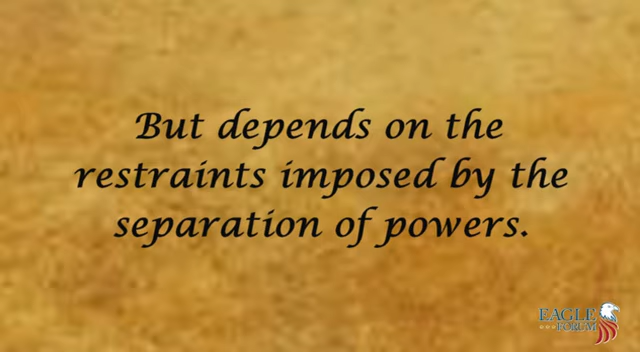 But depends on the
restraints imposed by the
separation of powers.
EAGLE
FORUM